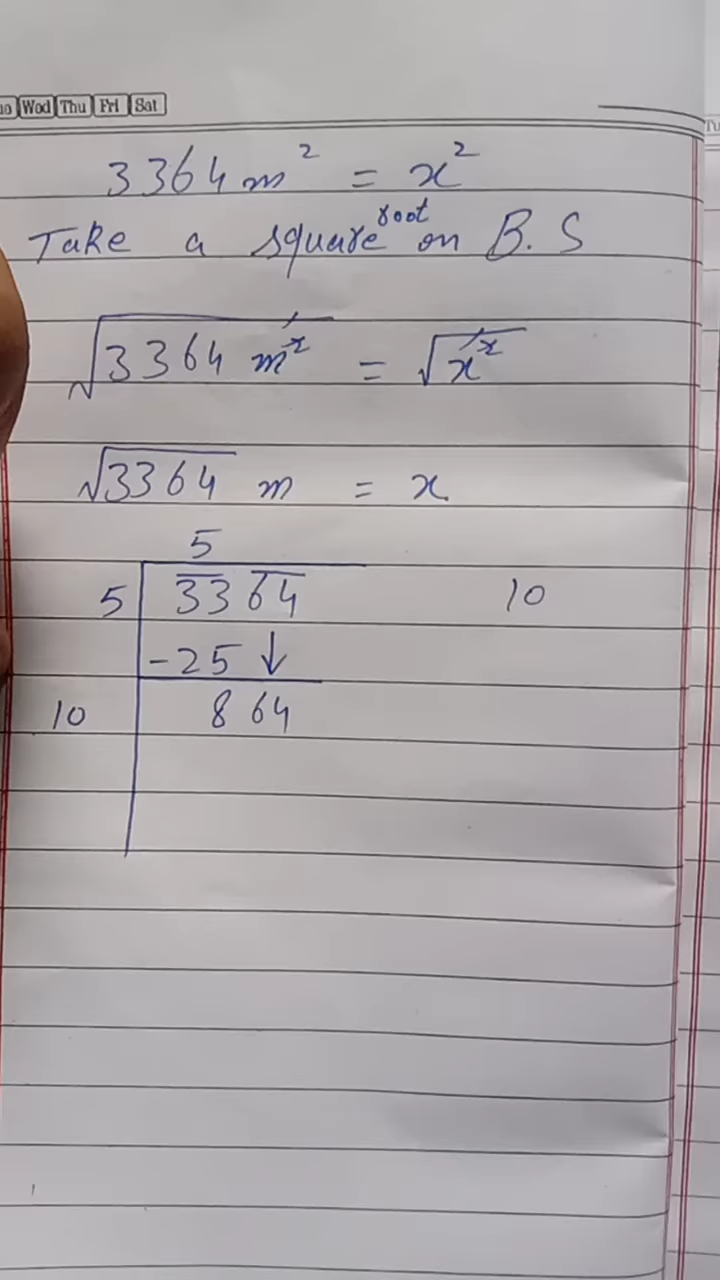 Wed Thu Fri Sat
3364 m² = x²
Take a square root on B.S
√3364 m² = √x²
√3364 m = x
5
5 3364 10
-25 ↓
10 864